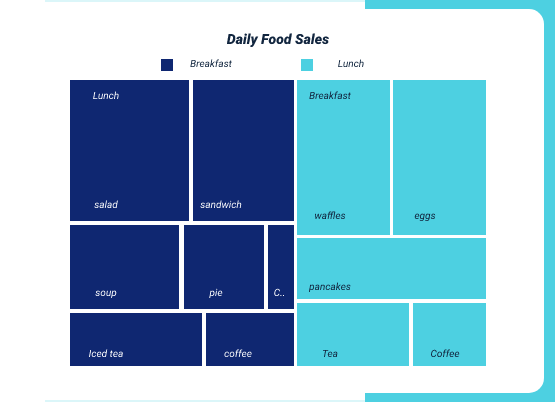 Daily Food Sales
Breakfast Lunch
Lunch Breakfast
salad sandwich waffles eggs
soup pie C.. pancakes
Iced tea coffee Tea Coffee